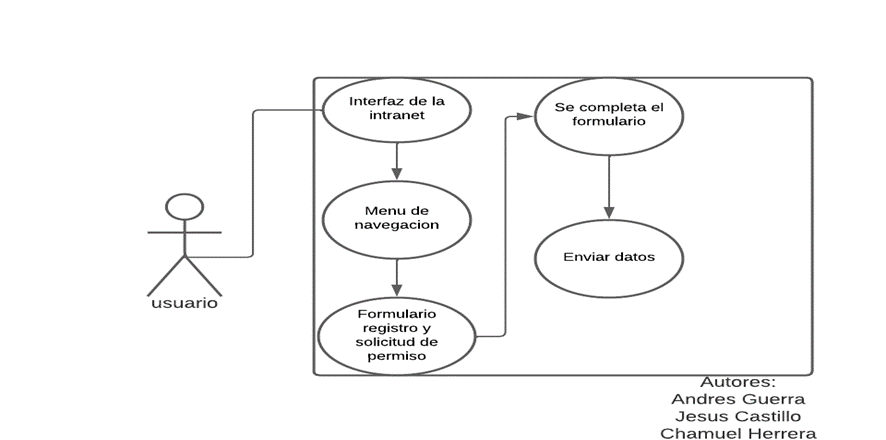 Interfaz de la
intranet
Menu de
navegacion
Formulario
registro y
solicitud de
permiso
Se completa el
formulario
Enviar datos
usuario
Autores:
Andres Guerra
Jesus Castillo
Chamuel Herrera